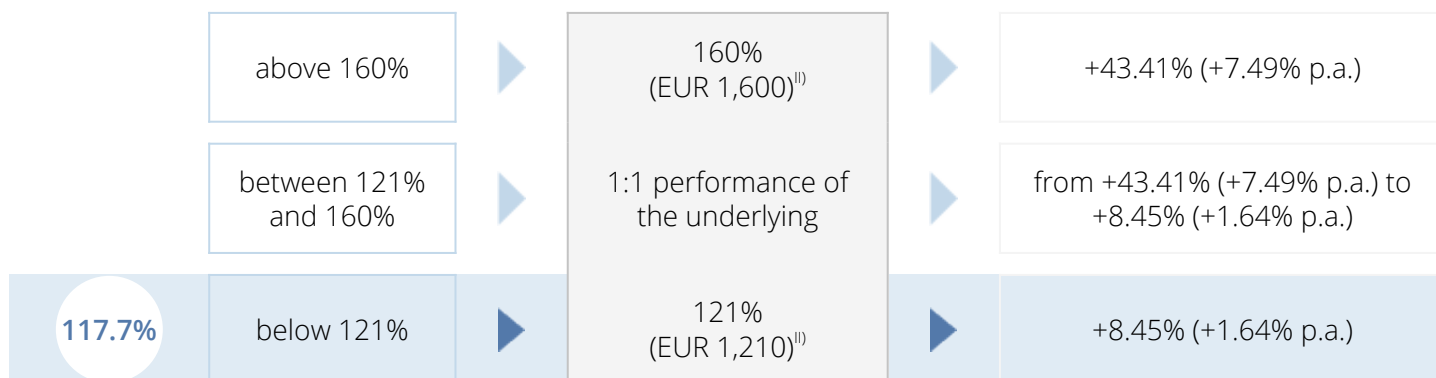 above 160%
160%
(EUR 1,600)II)
+43.41% (+7.49% p.a.)
between 121%
and 160%
1:1 performance of
the underlying
from +43.41% (+7.49% p.a.) to
+8.45% (+1.64% p.a.)
117.7%
below 121%
121%
(EUR 1,210)II)
+8.45% (+1.64% p.a.)